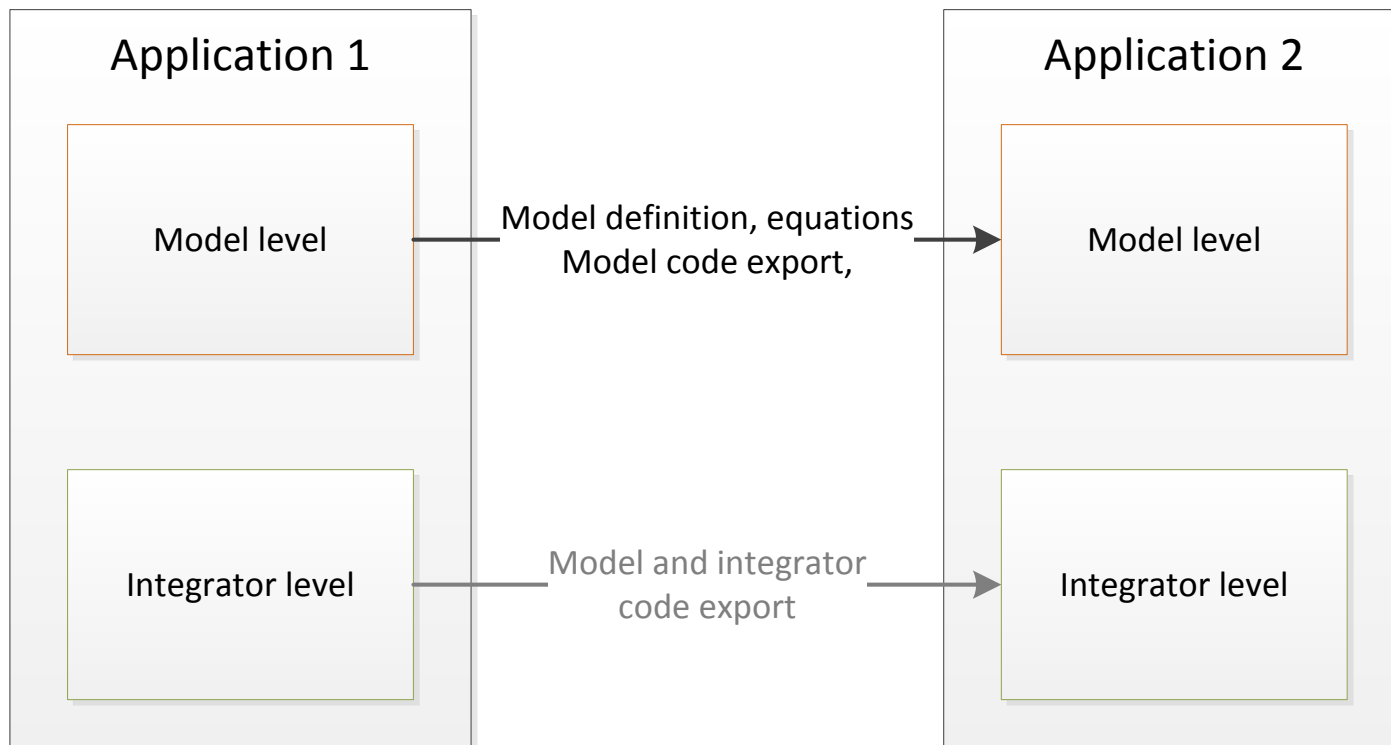 Application 1
Application 2
Model level
Model definition, equations
Model code export,
Model level
Integrator level
Model and integrator
code export
Integrator level